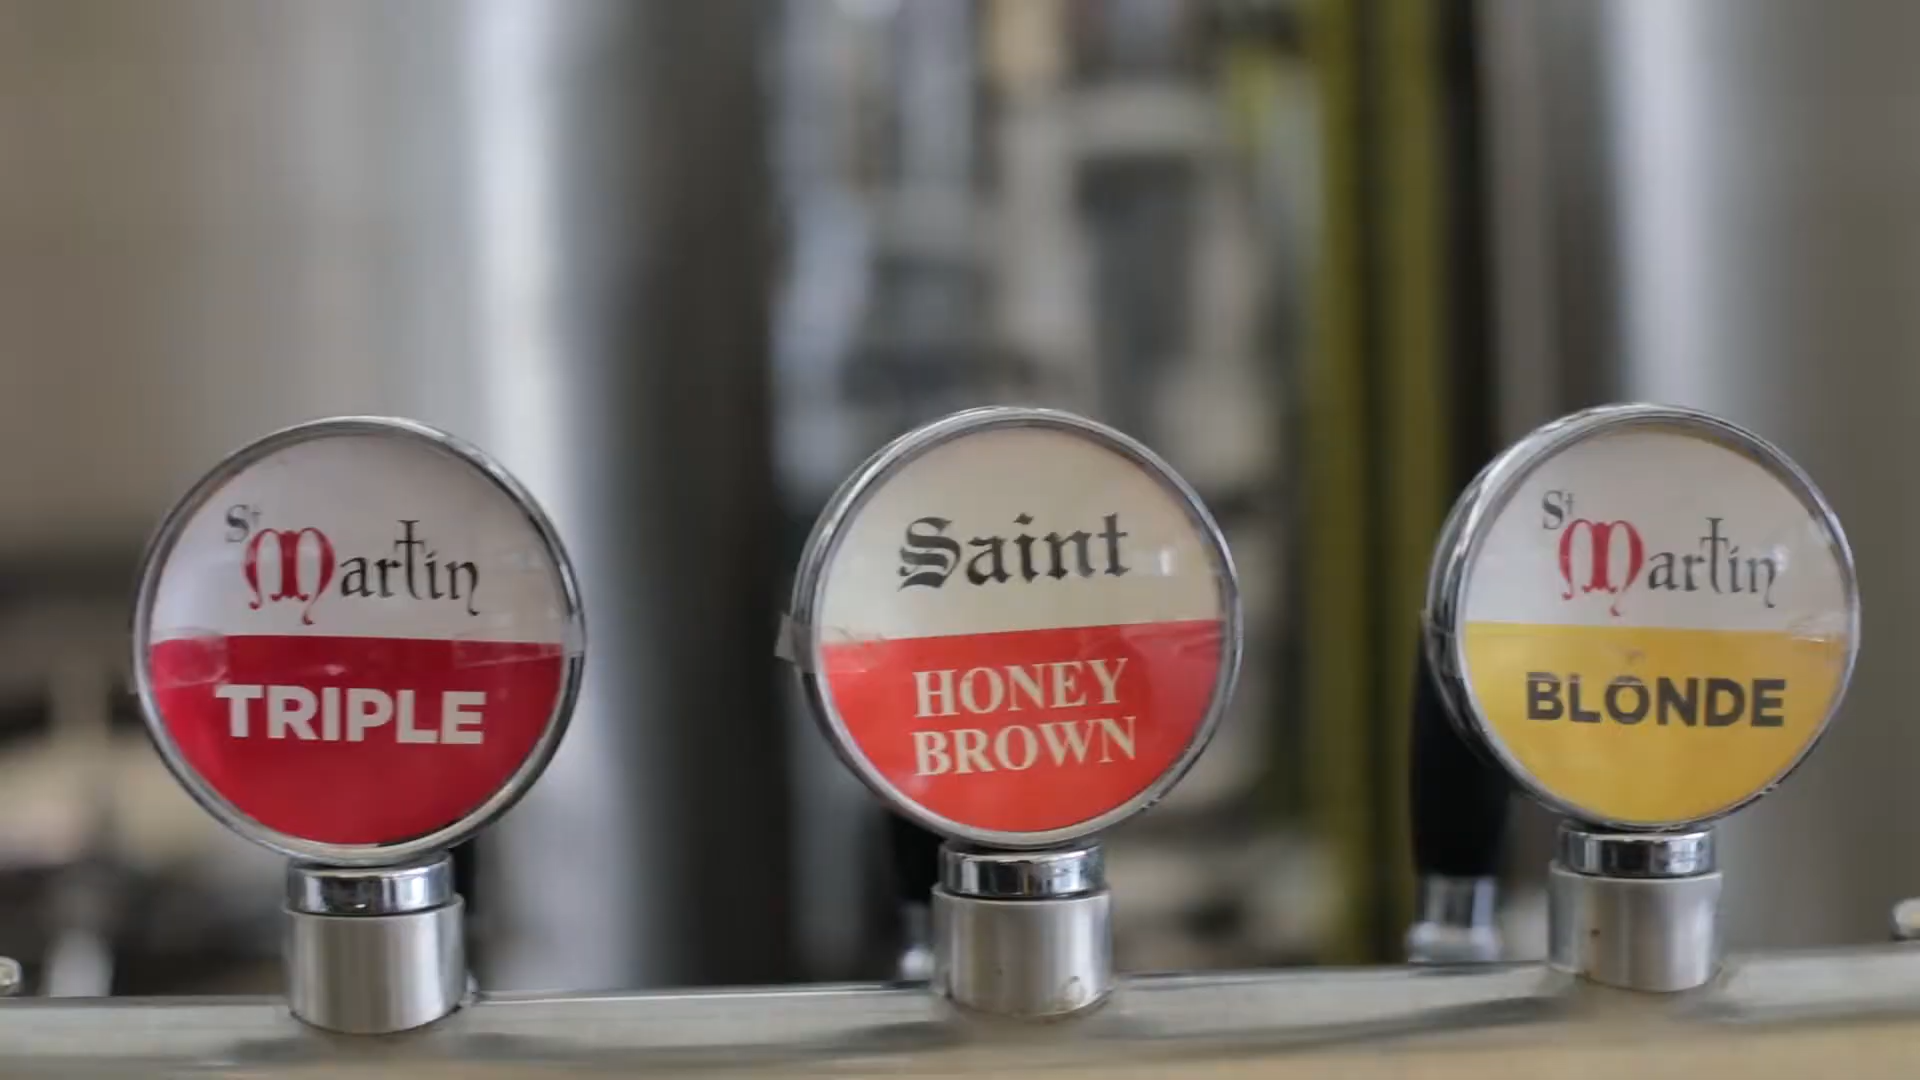 St Martin
TRIPLE
Saint
HONEY
BROWN
St Martin
BLONDE